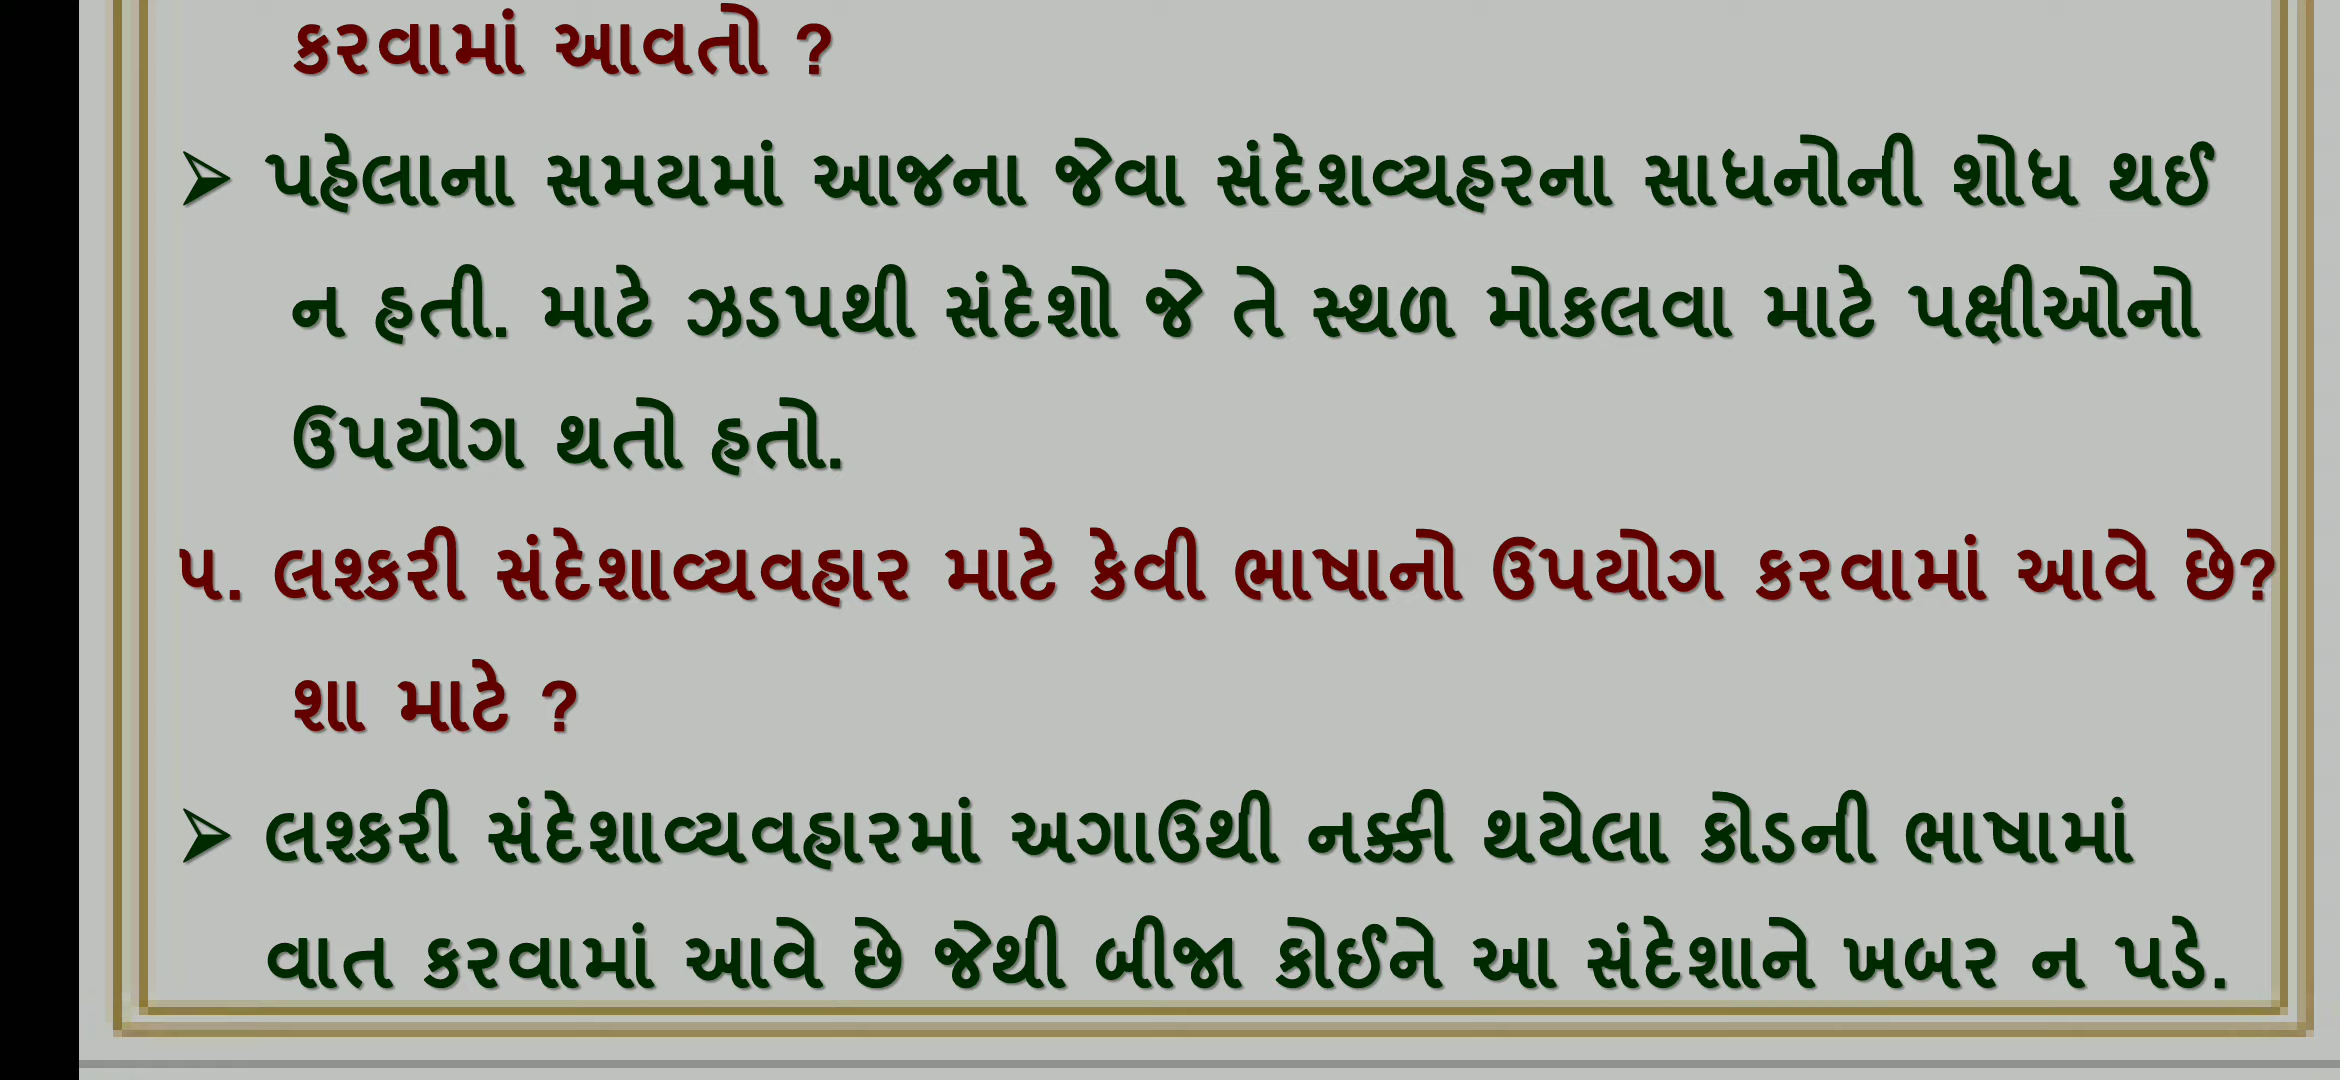 કરવામાં આવતો ?
➢ પહેલાના સમયમાં આજના જેવા સંદેશવ્યહરના સાધનોની શોધ થઈ
ન હતી. માટે ઝડપથી સંદેશો જે તે સ્થળ મોકલવા માટે પક્ષીઓનો
ઉપયોગ થતો હતો.
૫. લશ્કરી સંદેશાવ્યવહાર માટે કેવી ભાષાનો ઉપયોગ કરવામાં આવે છે?
શા માટે ?
➢ લશ્કરી સંદેશાવ્યવહારમાં અગાઉથી નક્કી થયેલા કોડની ભાષામાં
વાત કરવામાં આવે છે જેથી બીજા કોઈને આ સંદેશાને ખબર ન પડે.